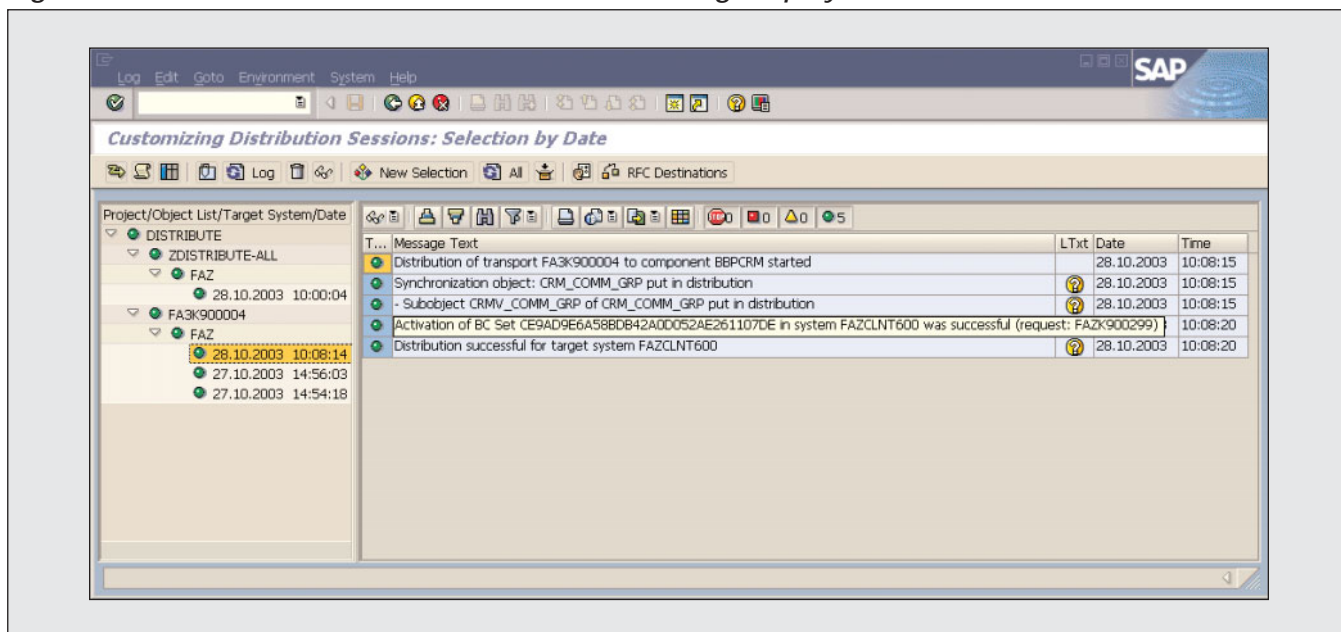 Log Edit Goto Environment System Help
SAP
Customizing Distribution Sessions: Selection by Date
Log New Selection All RFC Destinations
Project/Object List/Target System/Date
DISTRIBUTE
ZDISTRIBUTE-ALL
FAZ
28.10.2003 10:00:04
FA3K900004
FAZ
28.10.2003 10:08:14
27.10.2003 14:56:03
27.10.2003 14:54:18
STOP 0 0 0 5
T... Message Text LTxt Date Time
Distribution of transport FA3K900004 to component BBPCRM started 28.10.2003 10:08:15
Synchronization object: CRM_COMM_GRP put in distribution 28.10.2003 10:08:15
- Subobject CRMV_COMM_GRP of CRM_COMM_GRP put in distribution 28.10.2003 10:08:15
Activation of BC Set CE9AD9E6A58BDB42A0D052AE261107DE in system FAZCLNT600 was successful (request: FAZK900299) 10:08:20
Distribution successful for target system FAZCLNT600 28.10.2003 10:08:20